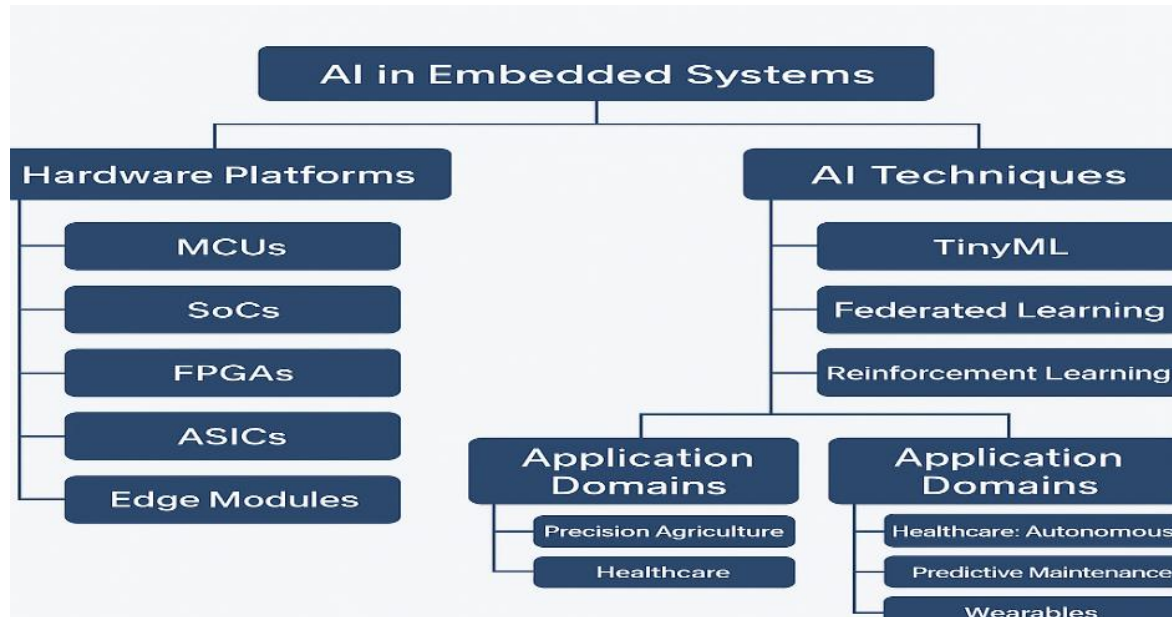 AI in Embedded Systems
Hardware Platforms
MCUs
SoCs
FPGAs
ASICs
Edge Modules
AI Techniques
TinyML
Federated Learning
Reinforcement Learning
Application
Domains
Precision Agriculture
Healthcare
Application
Domains
Healthcare: Autonomous
Predictive Maintenance
Wearables